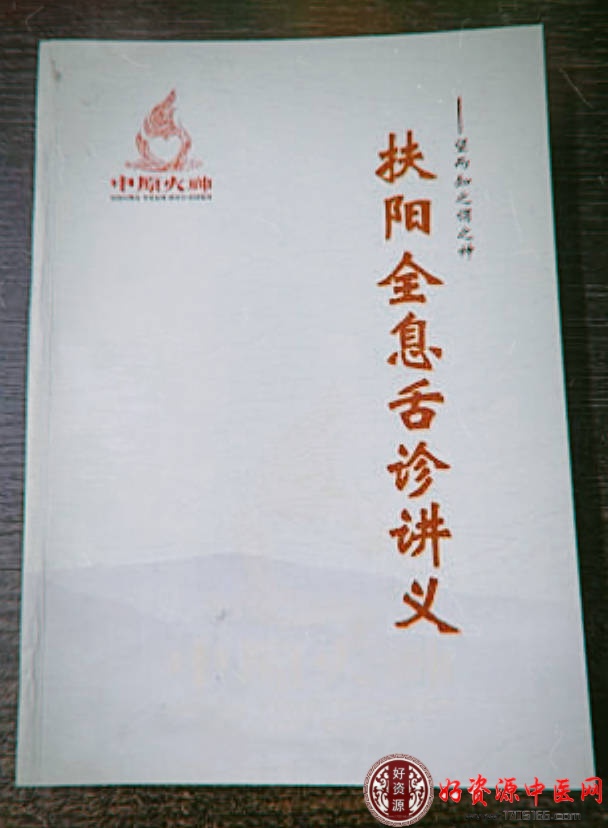 中原火神
——望而知之谓之神
扶阳全息舌诊讲义
好资源
好资源中医网